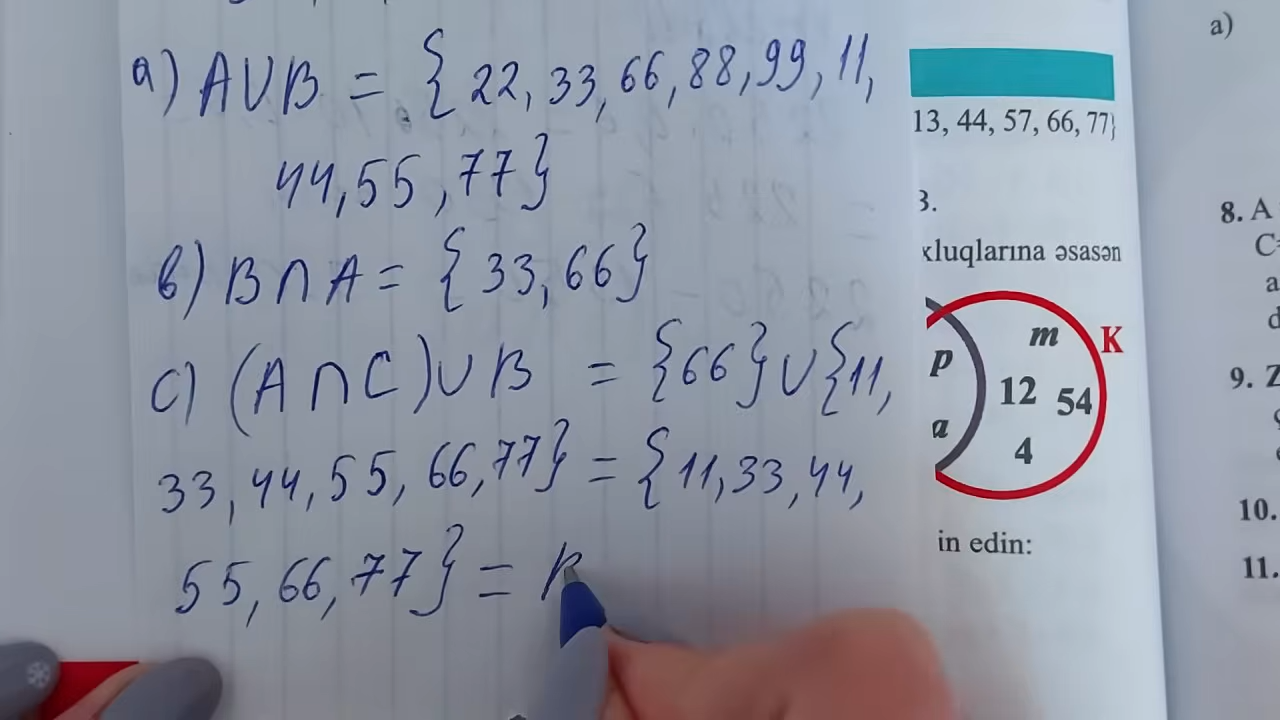 a) A∪B = {22, 33, 66, 88, 99, 11,
44, 55, 77}
в) B∩A = {33, 66}
c) (A∩C)∪B = {66}∪{11,
33, 44, 55, 66, 77} = {11, 33, 44,
55, 66, 77} = B
13, 44, 57, 66, 77}
3.
luqlarına əsasən
m
K
p
12
54
a
4
in edin:
a)
8. A
C
a
d
9. Z
10.
11.